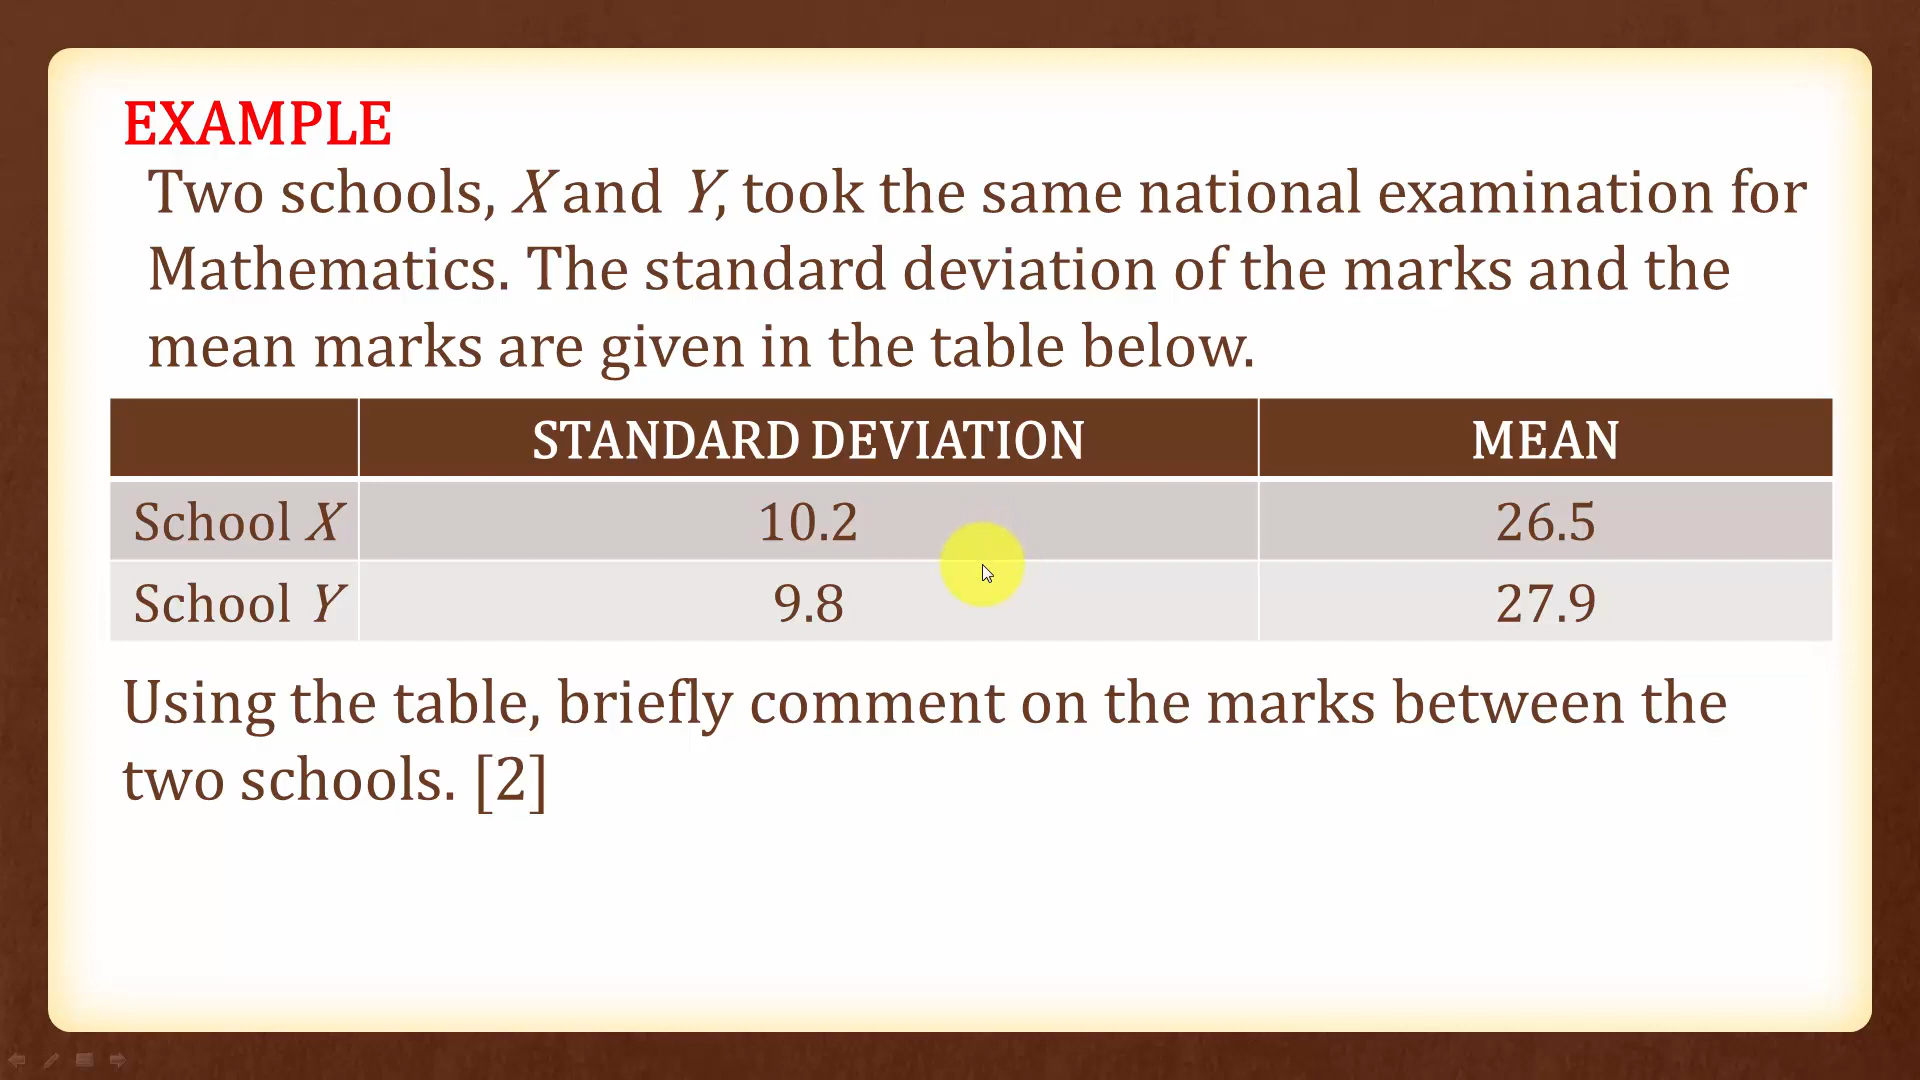 EXAMPLE
Two schools, X and Y, took the same national examination for
Mathematics. The standard deviation of the marks and the
mean marks are given in the table below.
STANDARD DEVIATION MEAN
School X 10.2 26.5
School Y 9.8 27.9
Using the table, briefly comment on the marks between the
two schools. [2]